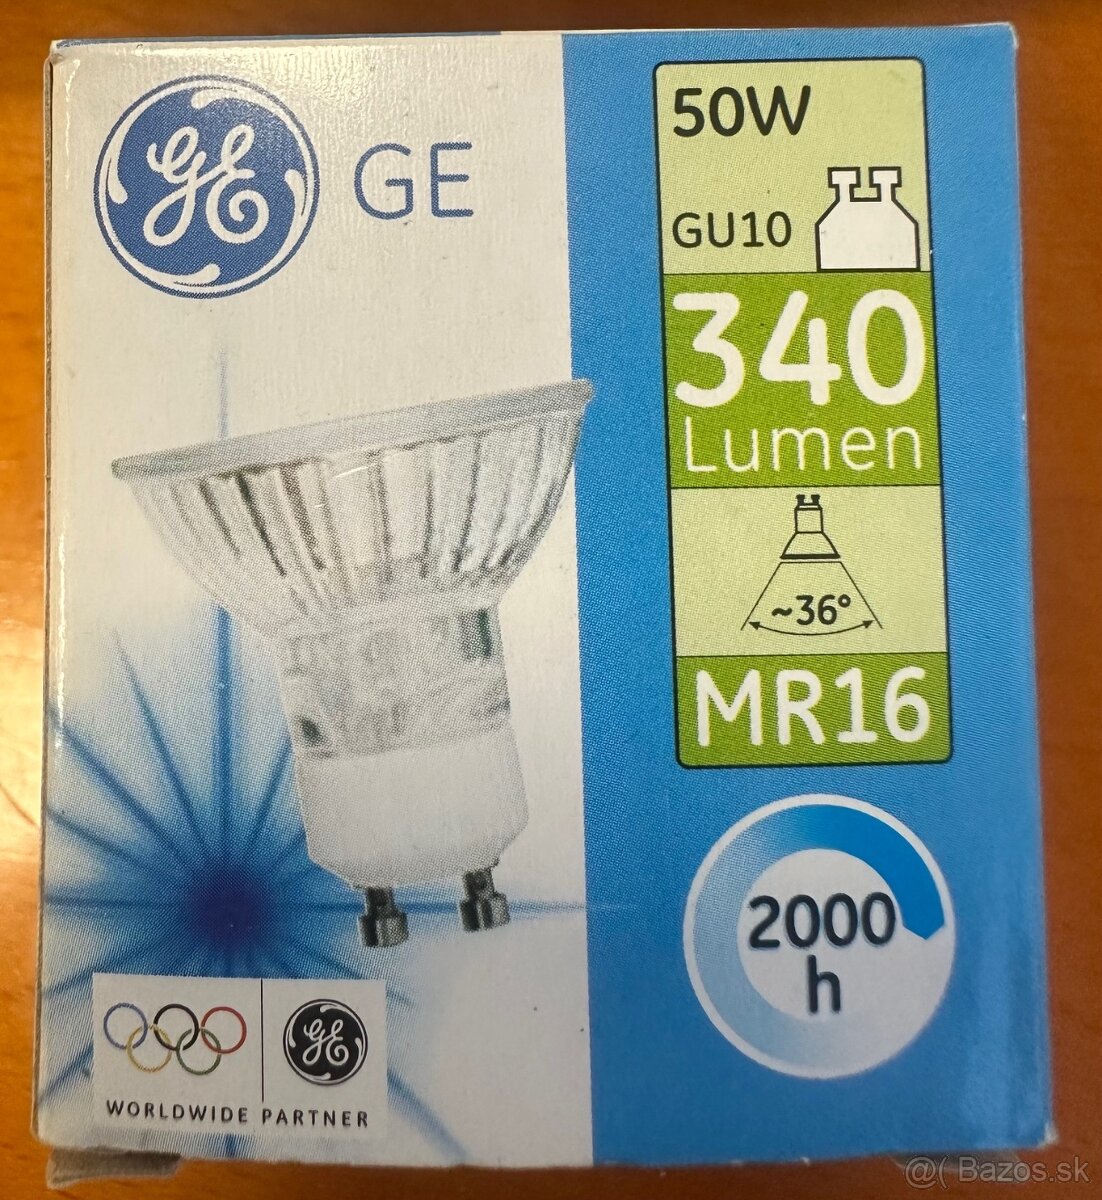 GE
GE
50W
GU10
340
Lumen
~36°
MR16
2000
h
GE
WORLDWIDE PARTNER
@( Bazos.sk